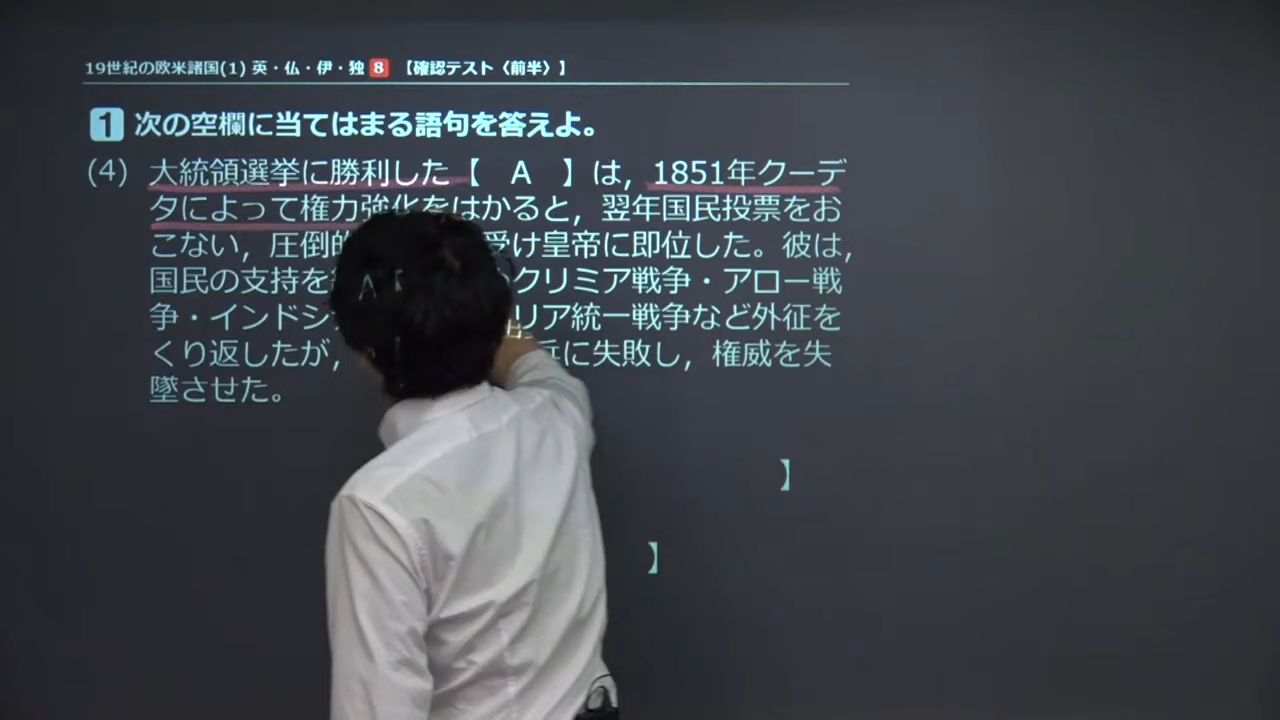 19世紀の欧米諸国(1) 英・仏・伊・独 8 【確認テスト〈前半〉】
1 次の空欄に当てはまる語句を答えよ。
(4) 大統領選挙に勝利した【 A 】は，1851年クーデ
タによって権力強化をはかると，翌年国民投票をお
こない，圧倒的 受け皇帝に即位した。彼は，
国民の支持を クリミア戦争・アロー戦
争・インドシ リア統一戦争など外征を
くり返したが， 兵に失敗し，権威を失
墜させた。
A 【
】
】